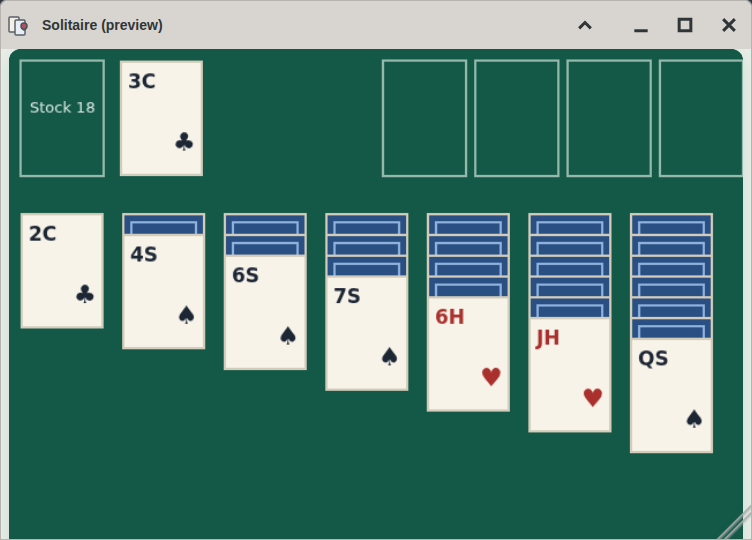 Solitaire (preview)
Stock 18
3C
2C
4S
6S
7S
6H
JH
QS